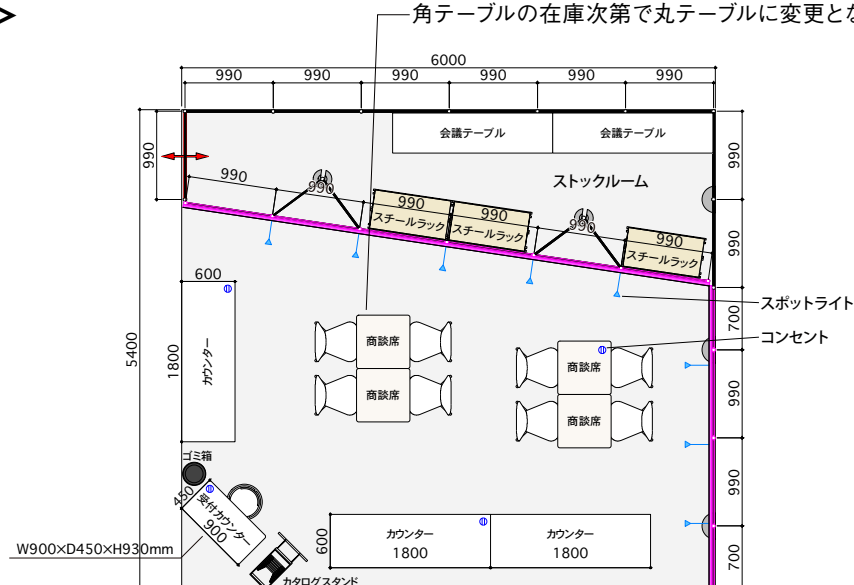 >
角テーブルの在庫次第で丸テーブルに変更とな
6000
990 990 990 990 990 990
会議テーブル 会議テーブル
990
990
ストックルーム
990 990
990 990 990 990
スチールラック スチールラック スチールラック
990
600
スポットライト
700
コンセント
5400
1800
カウンター
商談席 商談席
商談席 商談席
990
ゴミ箱
990
450
受付カウンター
900
600
カウンター カウンター
1800 1800
W900×D450×H930mm
700
カタログスタンド